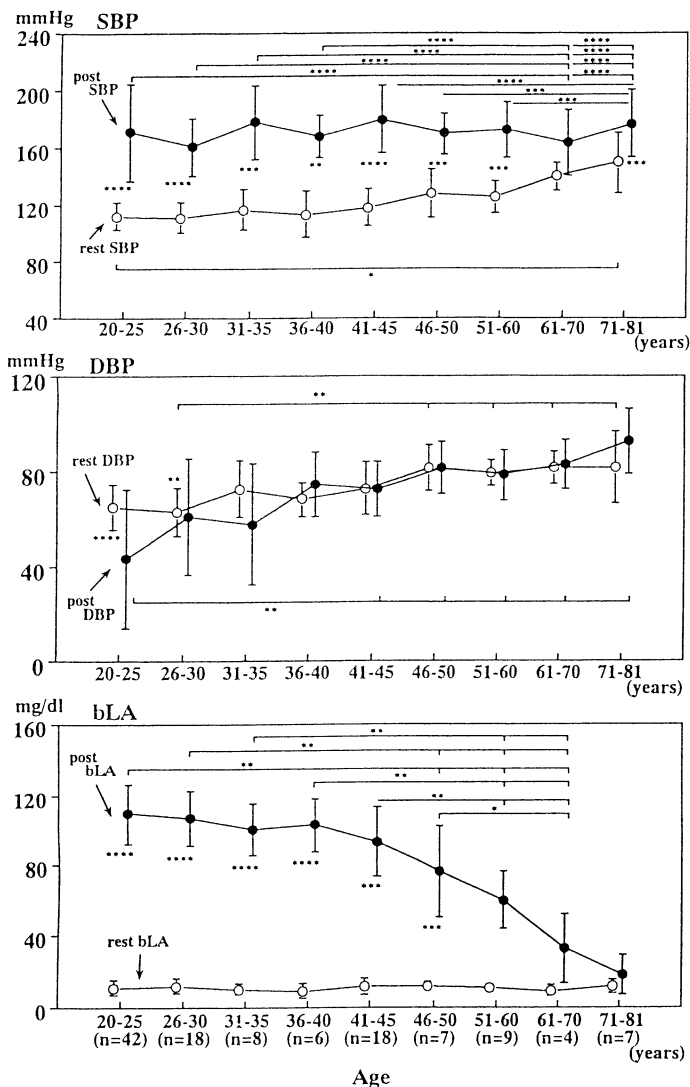 mmHg SBP
240
200
160
120
80
40
post
SBP
rest SBP
****
****
****
****
****
****
****
****
****
***
***
****
****
***
**
****
***
***
***
*
20-25 26-30 31-35 36-40 41-45 46-50 51-60 61-70 71-81
(years)
mmHg DBP
120
80
40
0
rest DBP
post
DBP
**
**
****
**
20-25 26-30 31-35 36-40 41-45 46-50 51-60 61-70 71-81
(years)
mg/dl bLA
160
120
80
40
0
post
bLA
rest bLA
**
**
**
**
**
*
****
****
****
****
***
***
20-25 26-30 31-35 36-40 41-45 46-50 51-60 61-70 71-81
(n=42) (n=18) (n=8) (n=6) (n=18) (n=7) (n=9) (n=4) (n=7)
(years)
Age